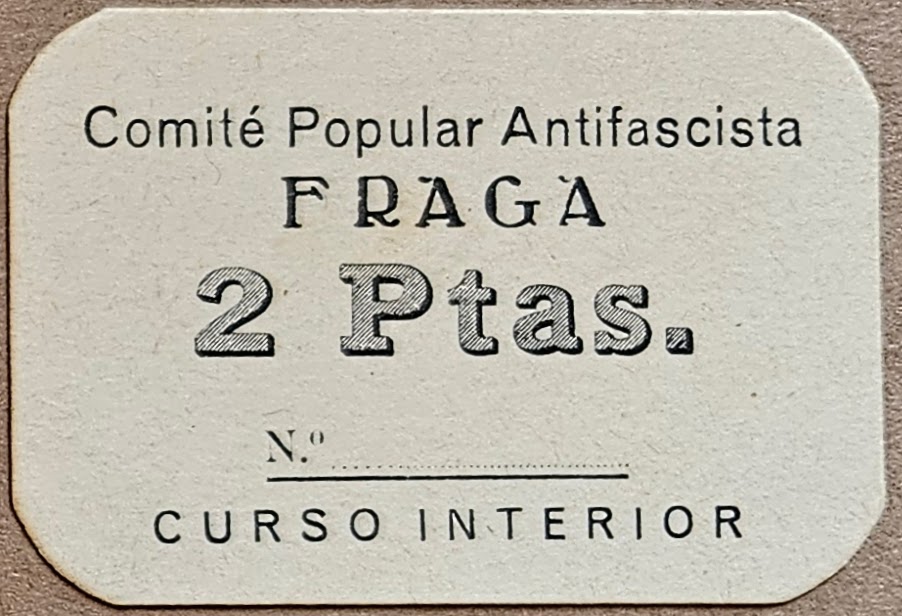 Comité Popular Antifascista
FRAGA
2 Ptas.
N.º
CURSO INTERIOR